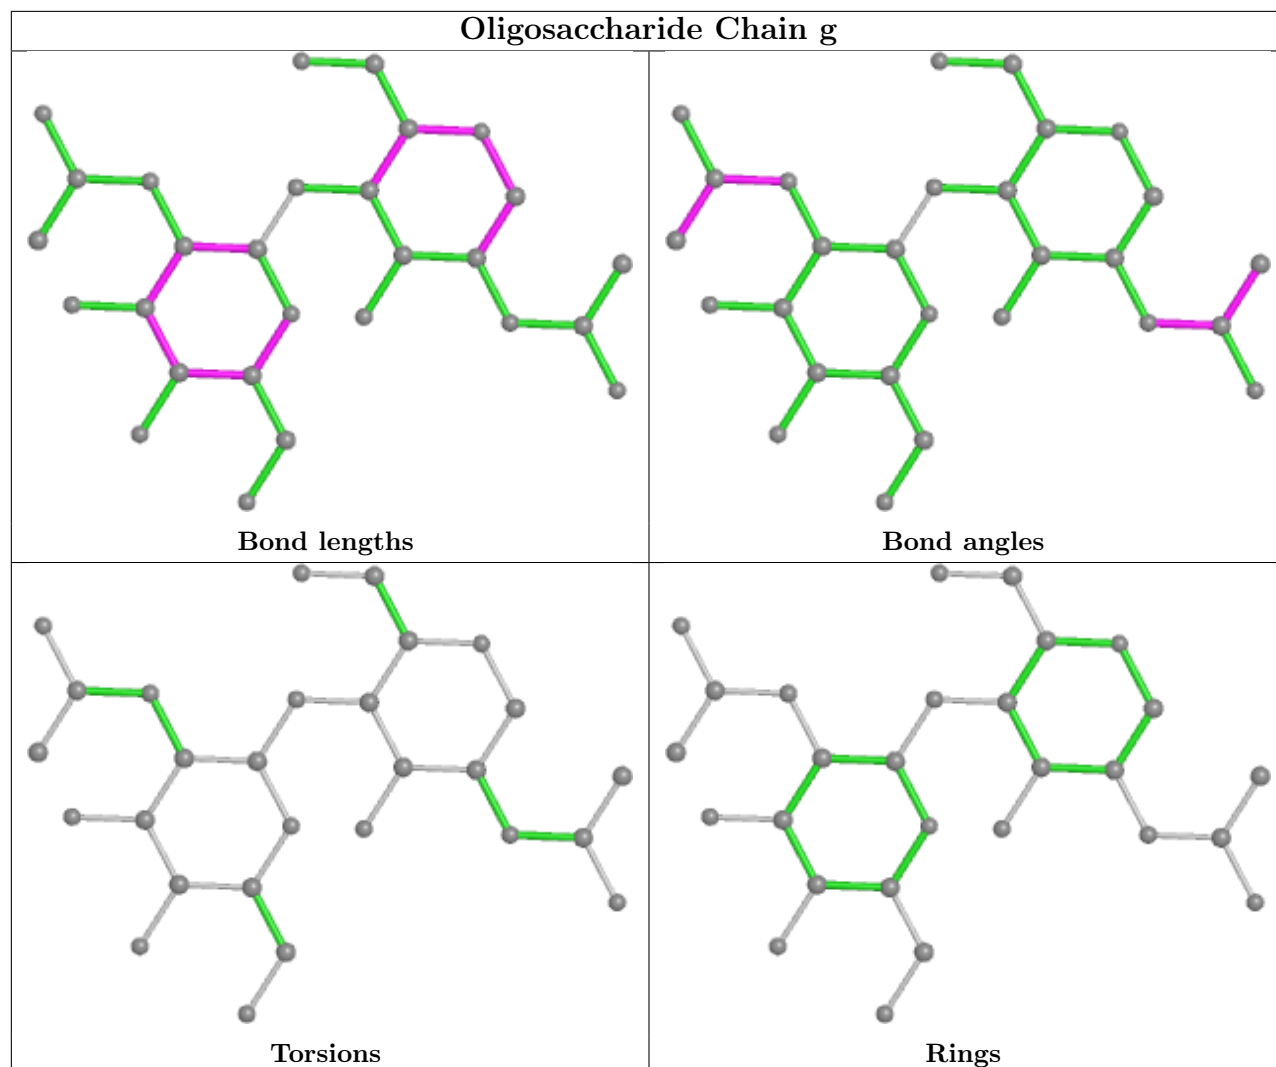 Oligosaccharide Chain g
Bond lengths
Bond angles
Torsions
Rings